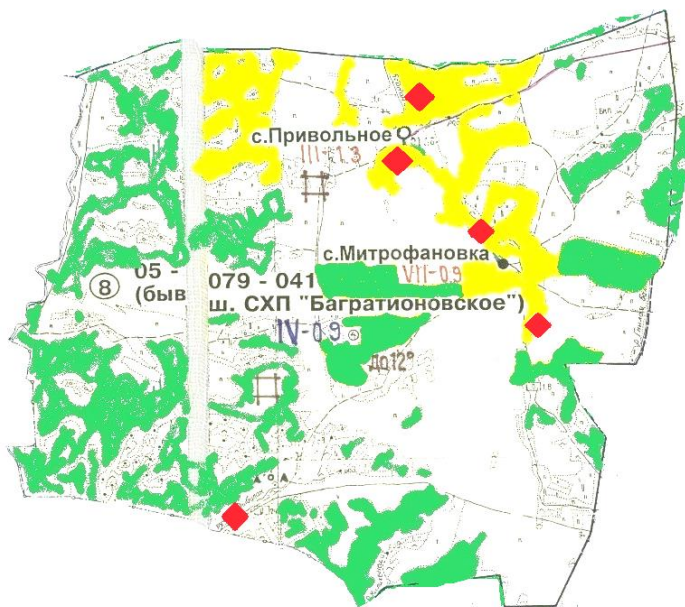 с.Привольное
III-1.3
с.Митрофановка
VII-0.9
8
05 - 079 - 041
(быв ш. СХП "Багратионовское")
IV-0.9
до12°